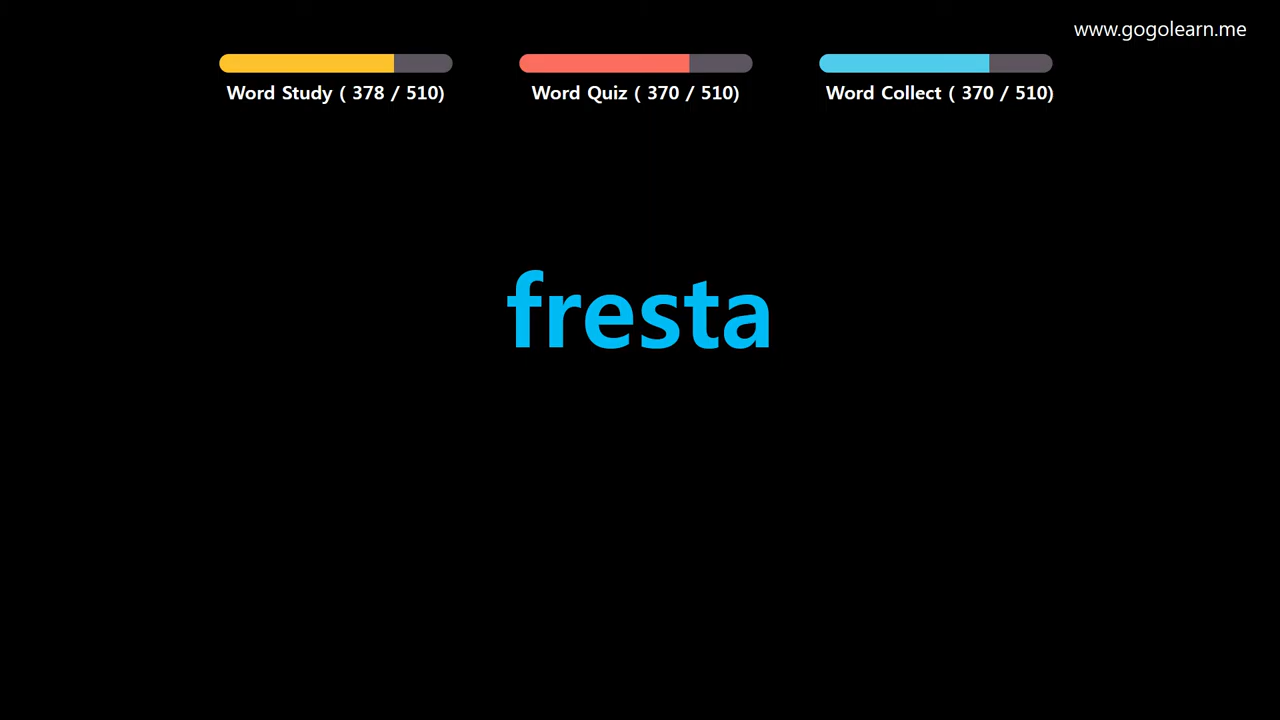 www.gogolearn.me
Word Study ( 378 / 510)
Word Quiz ( 370 / 510)
Word Collect ( 370 / 510)
fresta